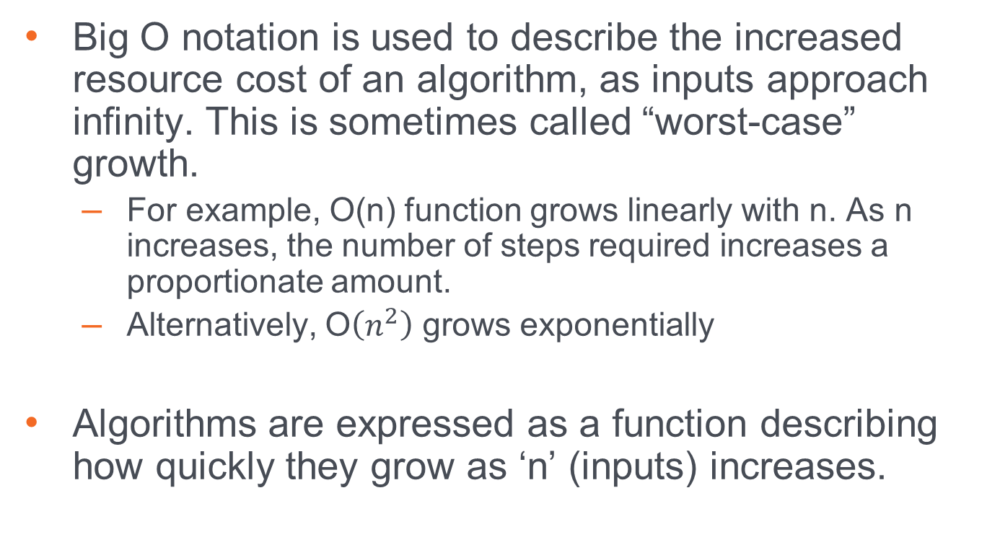 • Big O notation is used to describe the increased
resource cost of an algorithm, as inputs approach
infinity. This is sometimes called “worst-case”
growth.
– For example, O(n) function grows linearly with n. As n
increases, the number of steps required increases a
proportionate amount.
– Alternatively, O(n²) grows exponentially
• Algorithms are expressed as a function describing
how quickly they grow as ‘n’ (inputs) increases.